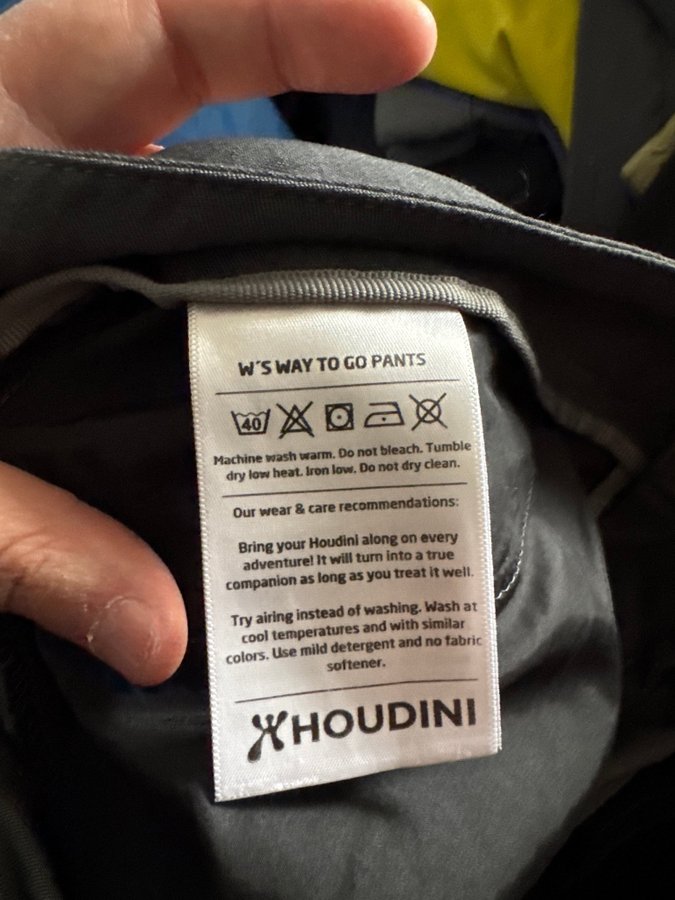 W´S WAY TO GO PANTS
40
Machine wash warm. Do not bleach. Tumble
dry low heat. Iron low. Do not dry clean.
Our wear & care recommendations:
Bring your Houdini along on every
adventure! It will turn into a true
companion as long as you treat it well.
Try airing instead of washing. Wash at
cool temperatures and with similar
colors. Use mild detergent and no fabric
softener.
HOUDINI